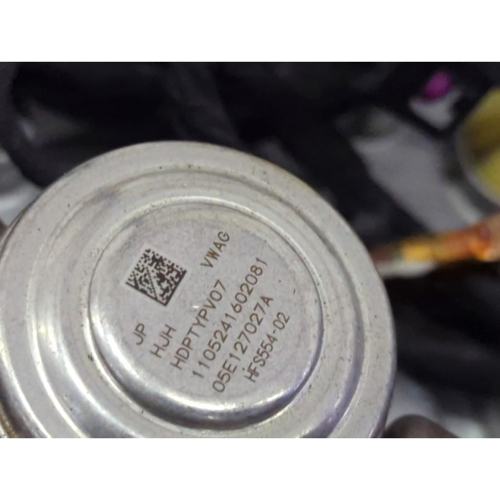 JP
HJH
HDPTYPV07 VWAG
1105241602081
05E127027A
HFS554-02